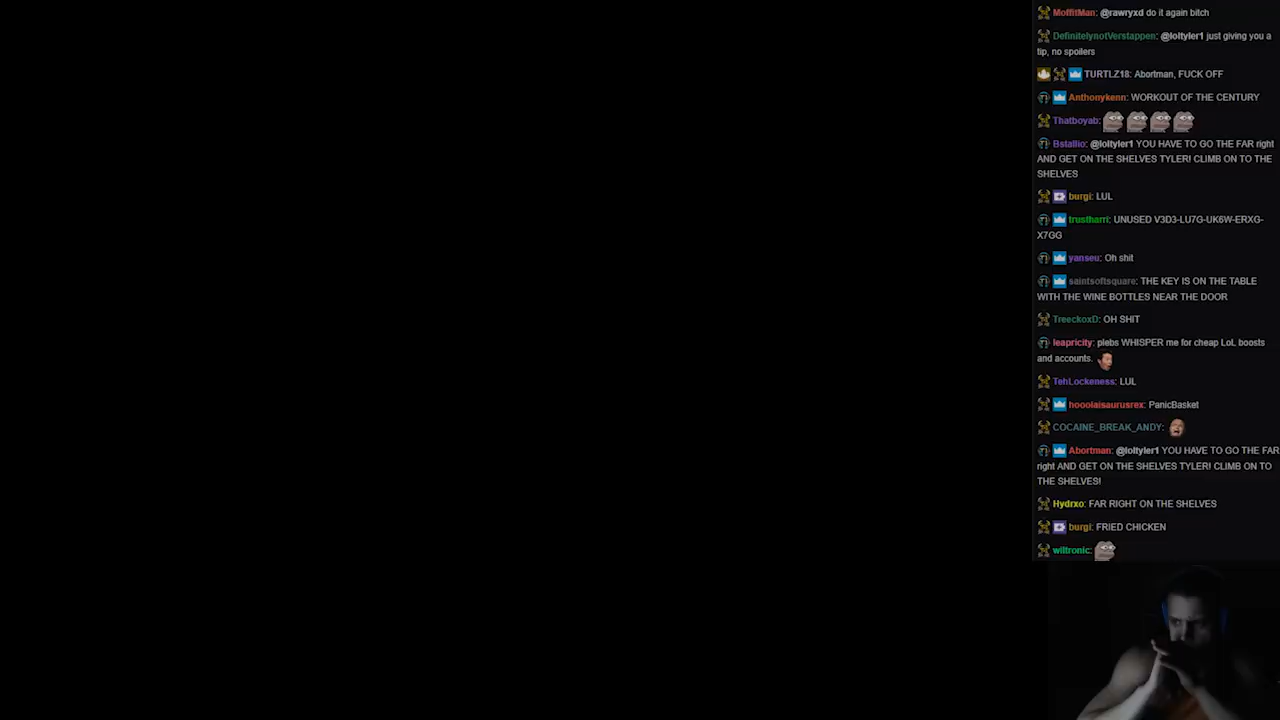 MoffitMan: @rawryxd do it again bitch
DefinitelynotVerstappen: @loltyler1 just giving you a
tip, no spoilers
TURTLZ18: Abortman, FUCK OFF
Anthonykenn: WORKOUT OF THE CENTURY
Thatboyab:
Bstallio: @loltyler1 YOU HAVE TO GO THE FAR right
AND GET ON THE SHELVES TYLER! CLIMB ON TO THE
SHELVES
burgi: LUL
trustharri: UNUSED V3D3-LU7G-UK6W-ERXG-
X7GG
yanseu: Oh shit
saintsoftsquare: THE KEY IS ON THE TABLE
WITH THE WINE BOTTLES NEAR THE DOOR
TreeckoxD: OH SHIT
leapricity: plebs WHISPER me for cheap LoL boosts
and accounts.
TehLockeness: LUL
hooolaisaurusrex: PanicBasket
COCAINE_BREAK_ANDY:
Abortman: @loltyler1 YOU HAVE TO GO THE FAR
right AND GET ON THE SHELVES TYLER! CLIMB ON TO
THE SHELVES!
Hydrxo: FAR RIGHT ON THE SHELVES
burgi: FRIED CHICKEN
wiltronic: